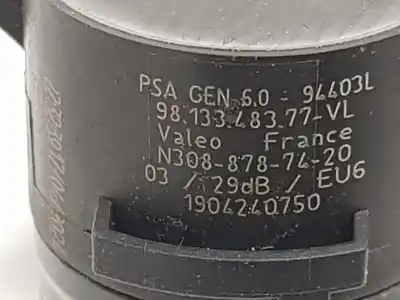 PSA GEN 6.0 - 94403L
98.133.483.77-VL
Valeo France
N308-878-74-20
03 / 29dB / EU6
1904240750